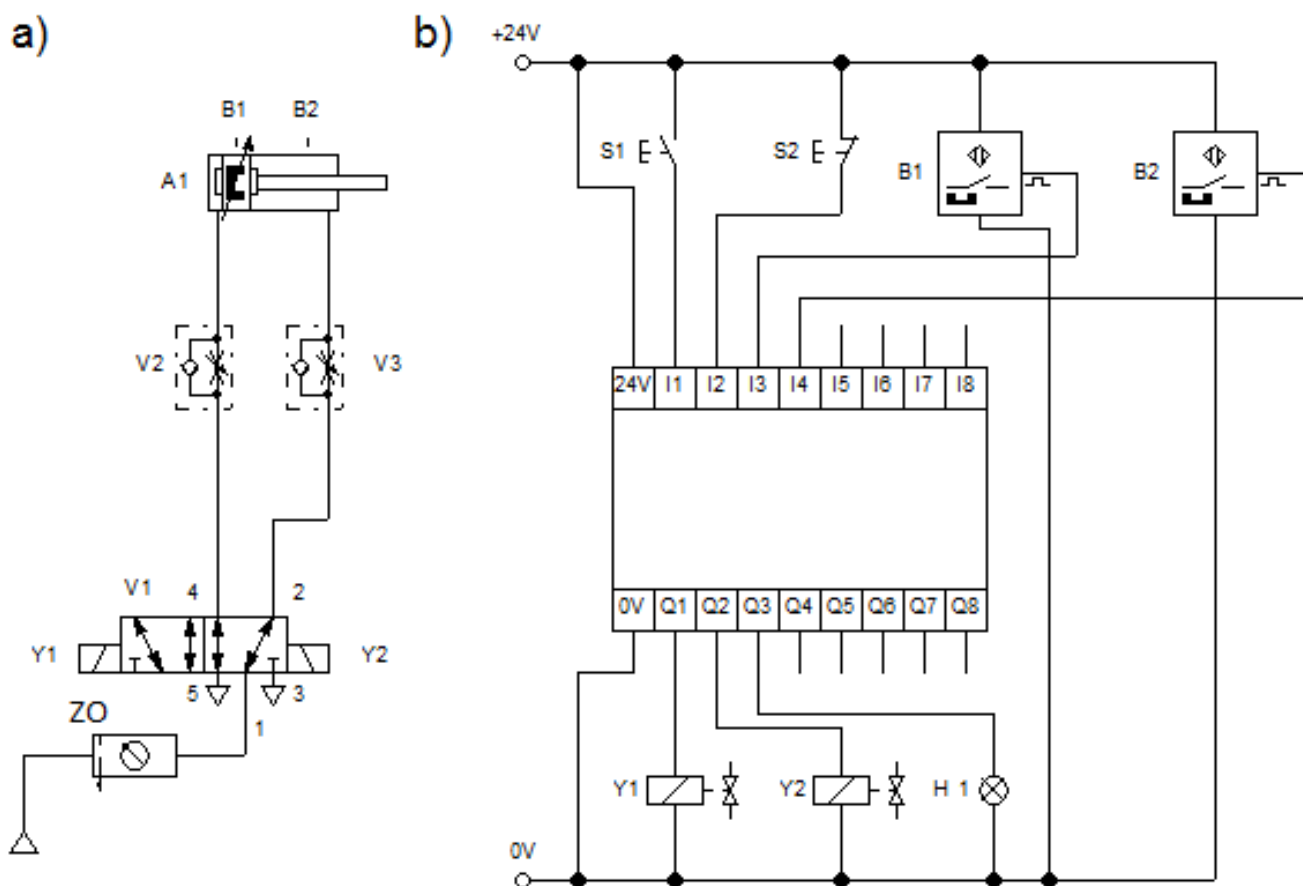 a)
B1 B2
A1
V2 V3
V1 4 2
Y1 Y2
5 3
ZO 1
b)
+24V
S1 S2 B1 B2
24V I1 I2 I3 I4 I5 I6 I7 I8
0V Q1 Q2 Q3 Q4 Q5 Q6 Q7 Q8
Y1 Y2 H 1
0V